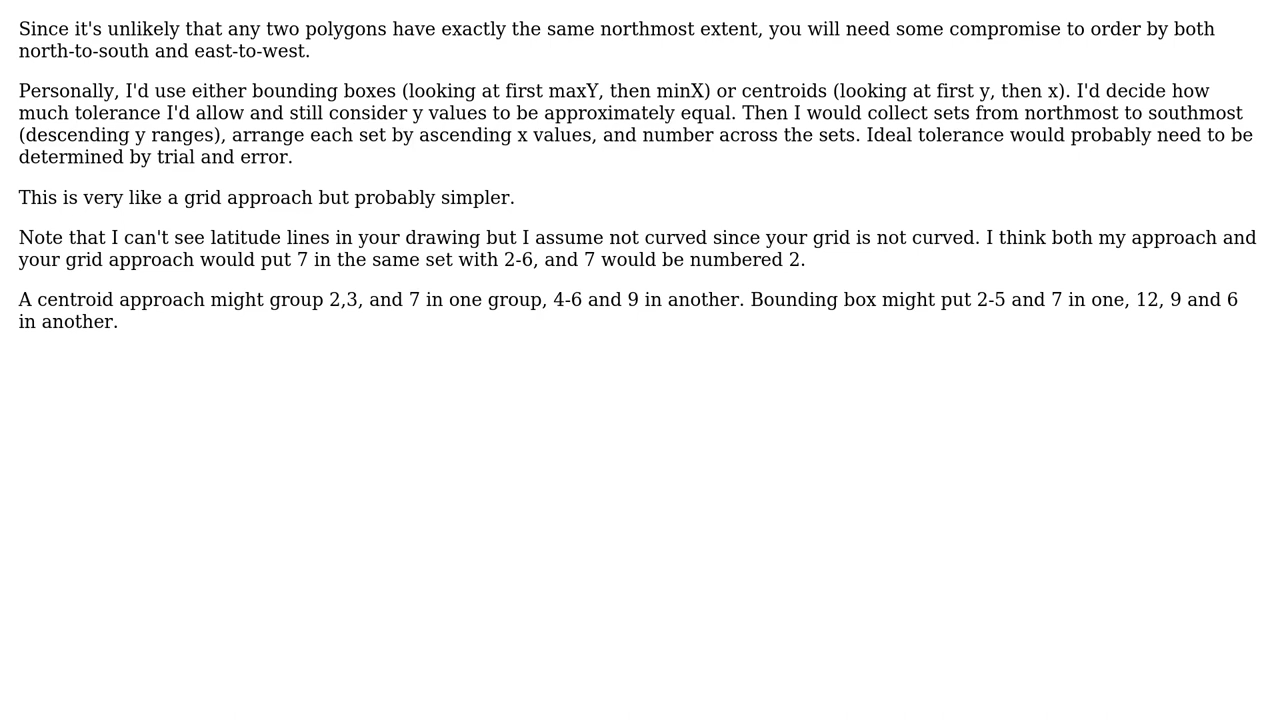 Since it's unlikely that any two polygons have exactly the same northmost extent, you will need some compromise to order by both
north-to-south and east-to-west.
Personally, I'd use either bounding boxes (looking at first maxY, then minX) or centroids (looking at first y, then x). I'd decide how
much tolerance I'd allow and still consider y values to be approximately equal. Then I would collect sets from northmost to southmost
(descending y ranges), arrange each set by ascending x values, and number across the sets. Ideal tolerance would probably need to be
determined by trial and error.
This is very like a grid approach but probably simpler.
Note that I can't see latitude lines in your drawing but I assume not curved since your grid is not curved. I think both my approach and
your grid approach would put 7 in the same set with 2-6, and 7 would be numbered 2.
A centroid approach might group 2,3, and 7 in one group, 4-6 and 9 in another. Bounding box might put 2-5 and 7 in one, 12, 9 and 6
in another.